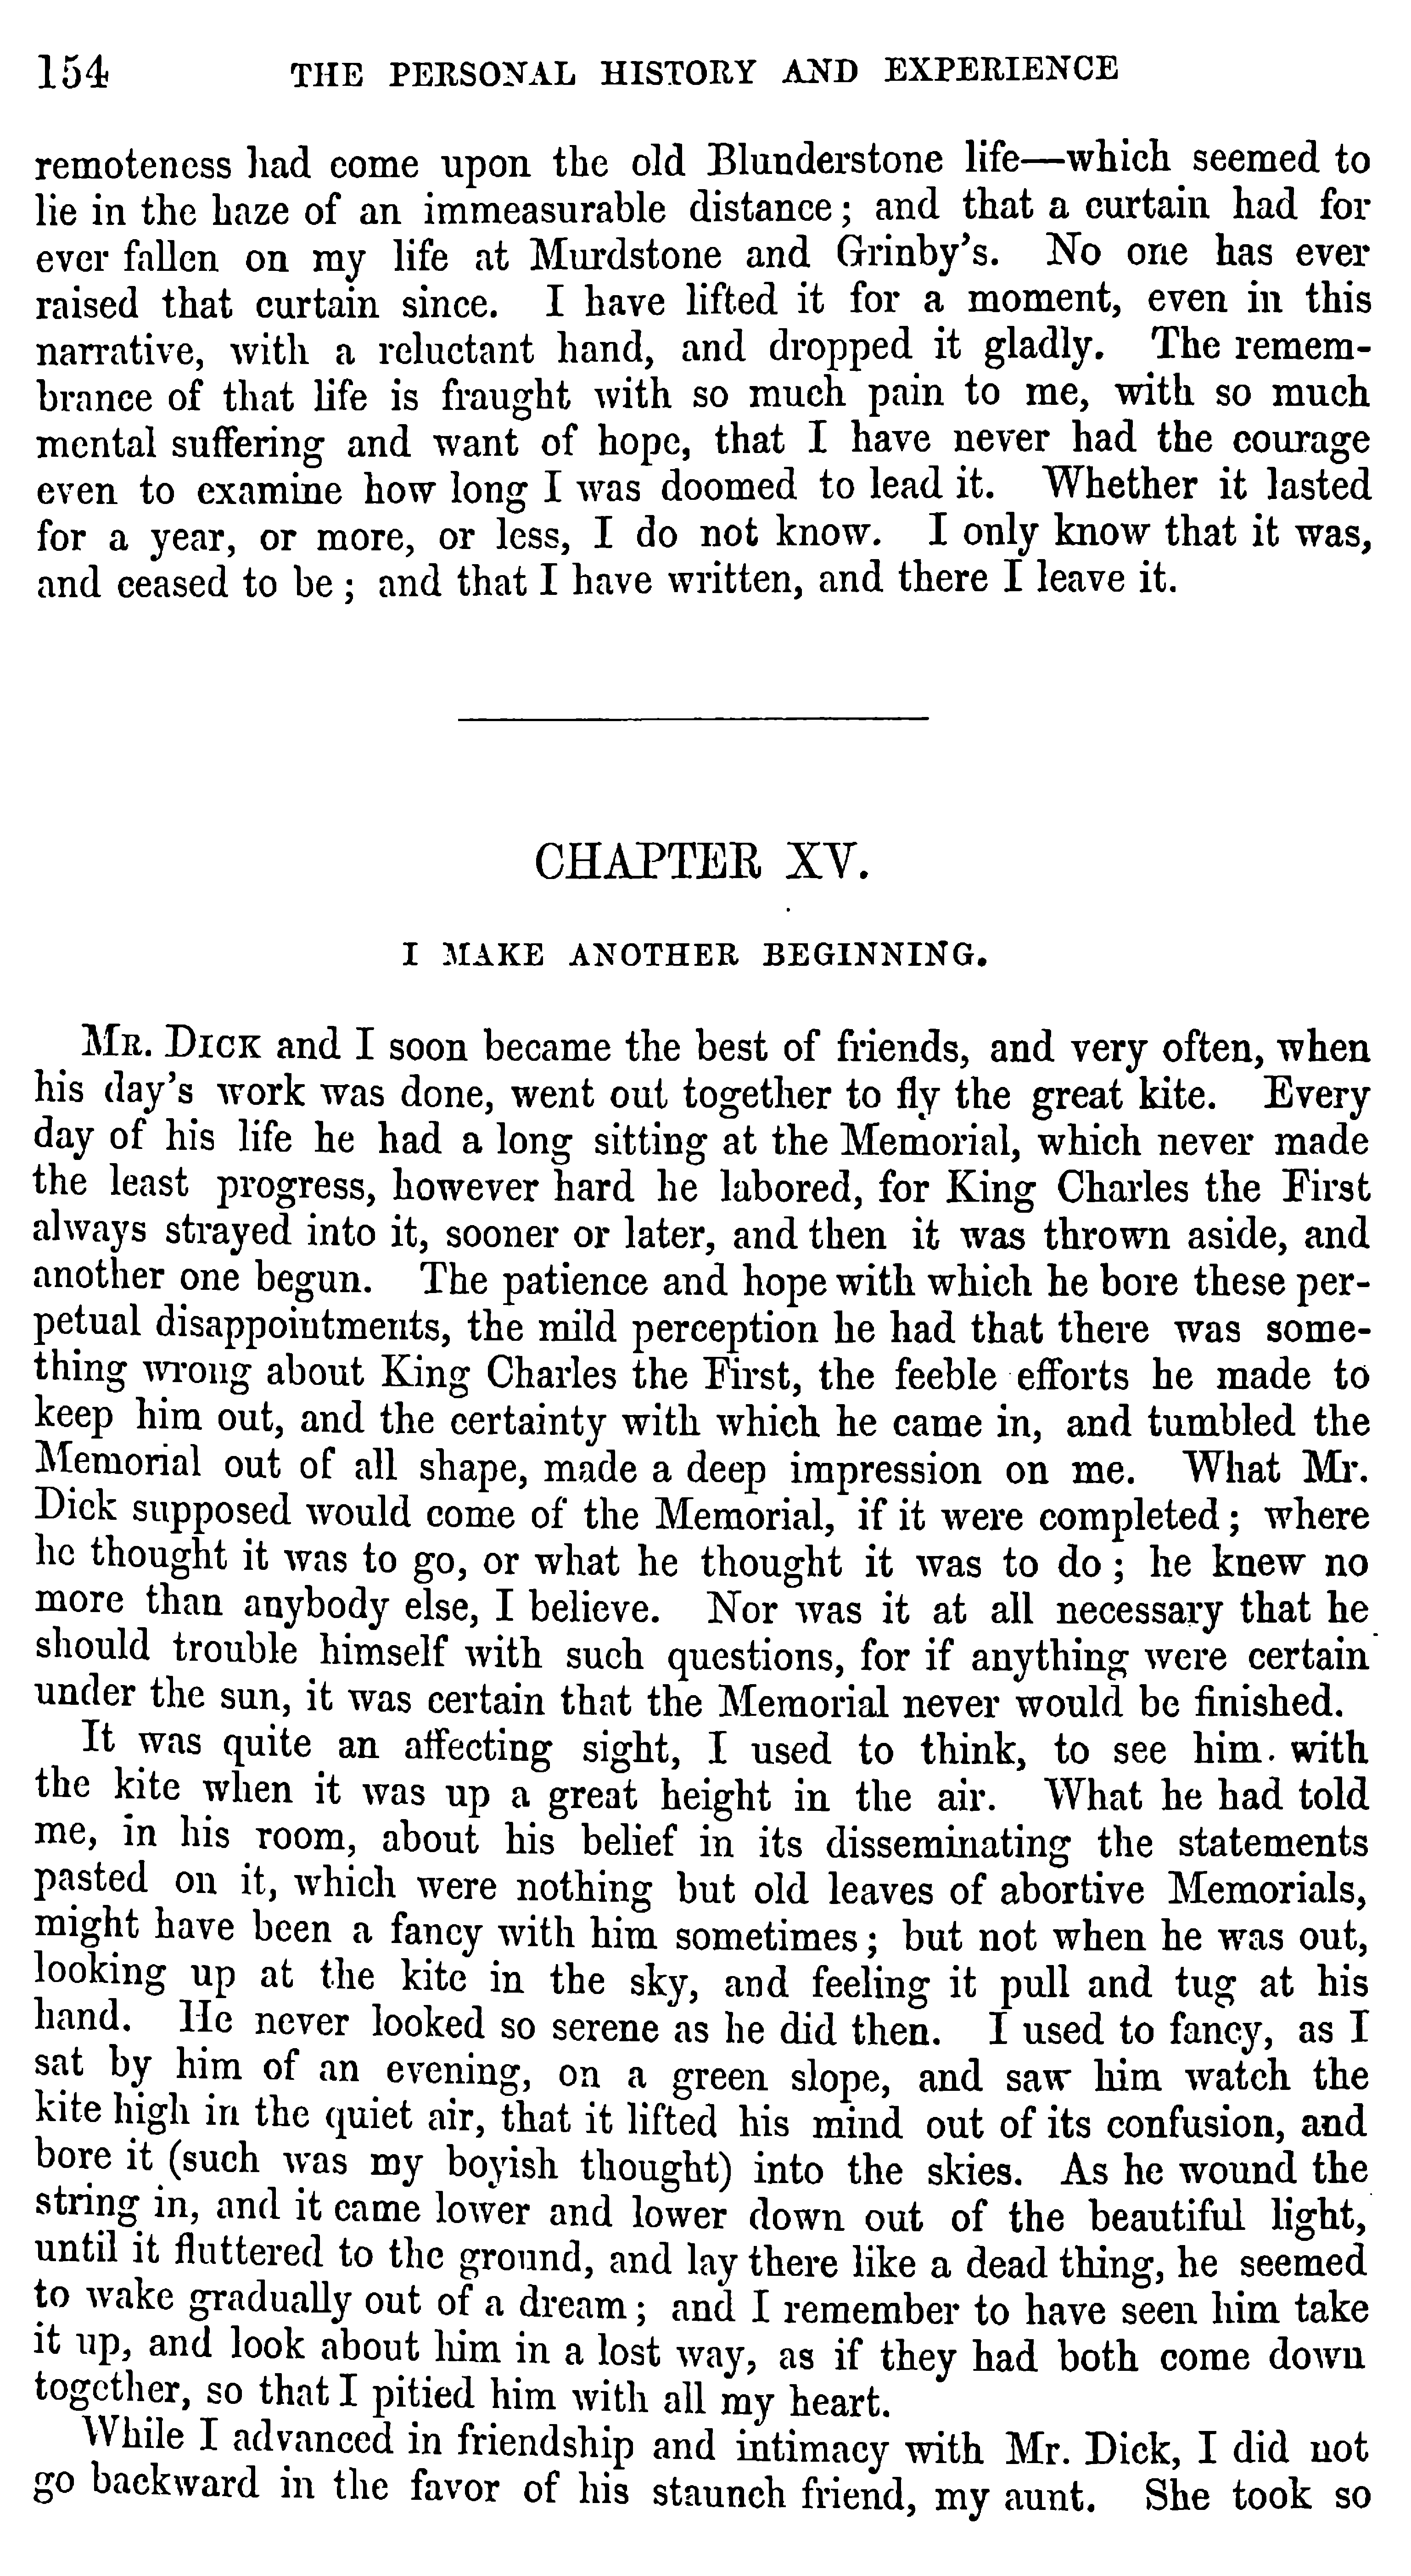 154 THE PERSONAL HISTORY AND EXPERIENCE
remoteness had come upon the old Blunderstone life—which seemed to
lie in the haze of an immeasurable distance; and that a curtain had for
ever fallen on my life at Murdstone and Grinby's. No one has ever
raised that curtain since. I have lifted it for a moment, even in this
narrative, with a reluctant hand, and dropped it gladly. The remem-
brance of that life is fraught with so much pain to me, with so much
mental suffering and want of hope, that I have never had the courage
even to examine how long I was doomed to lead it. Whether it lasted
for a year, or more, or less, I do not know. I only know that it was,
and ceased to be; and that I have written, and there I leave it.
CHAPTER XV.
I MAKE ANOTHER BEGINNING.
MR. DICK and I soon became the best of friends, and very often, when
his day's work was done, went out together to fly the great kite. Every
day of his life he had a long sitting at the Memorial, which never made
the least progress, however hard he labored, for King Charles the First
always strayed into it, sooner or later, and then it was thrown aside, and
another one begun. The patience and hope with which he bore these per-
petual disappointments, the mild perception he had that there was some-
thing wrong about King Charles the First, the feeble efforts he made to
keep him out, and the certainty with which he came in, and tumbled the
Memorial out of all shape, made a deep impression on me. What Mr.
Dick supposed would come of the Memorial, if it were completed; where
he thought it was to go, or what he thought it was to do; he knew no
more than anybody else, I believe. Nor was it at all necessary that he
should trouble himself with such questions, for if anything were certain
under the sun, it was certain that the Memorial never would be finished.
It was quite an affecting sight, I used to think, to see him. with
the kite when it was up a great height in the air. What he had told
me, in his room, about his belief in its disseminating the statements
pasted on it, which were nothing but old leaves of abortive Memorials,
might have been a fancy with him sometimes; but not when he was out,
looking up at the kite in the sky, and feeling it pull and tug at his
hand. He never looked so serene as he did then. I used to fancy, as I
sat by him of an evening, on a green slope, and saw him watch the
kite high in the quiet air, that it lifted his mind out of its confusion, and
bore it (such was my boyish thought) into the skies. As he wound the
string in, and it came lower and lower down out of the beautiful light,
until it fluttered to the ground, and lay there like a dead thing, he seemed
to wake gradually out of a dream; and I remember to have seen him take
it up, and look about him in a lost way, as if they had both come down
together, so that I pitied him with all my heart.
While I advanced in friendship and intimacy with Mr. Dick, I did not
go backward in the favor of his staunch friend, my aunt. She took so